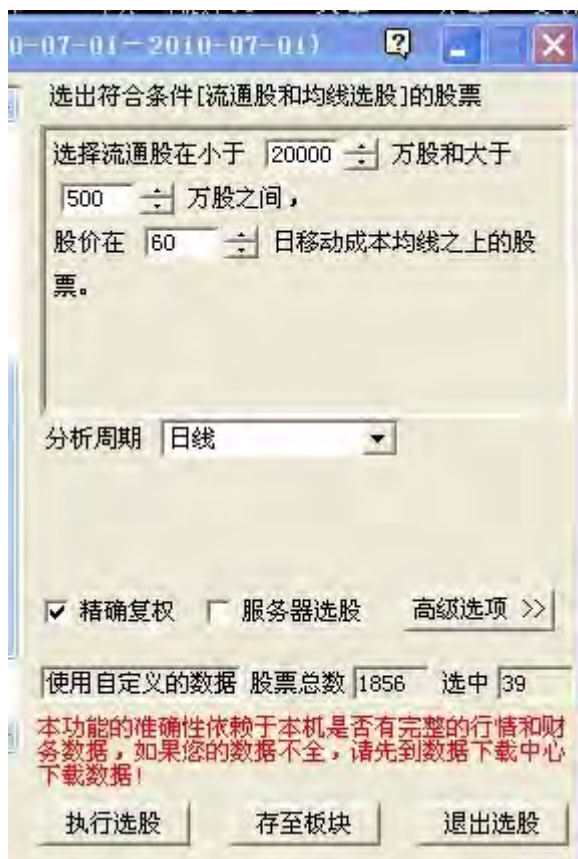 0-07-01-2010-07-01)
选出符合条件[流通股和均线选股]的股票
选择流通股在小于 20000 万股和大于
500 万股之间，
股价在 60 日移动成本均线之上的股
票。
分析周期 日线
精确复权 服务器选股 高级选项 >>
使用自定义的数据 股票总数 1856 选中 39
本功能的准确性依赖于本机是否有完整的行情和财
务数据，如果您的数据不全，请先到数据下载中心
下载数据！
执行选股 存至板块 退出选股